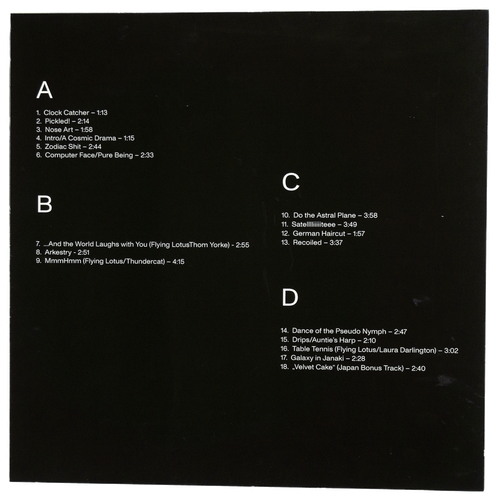 A
1. Clock Catcher – 1:13
2. Pickled! – 2:14
3. Nose Art – 1:58
4. Intro/A Cosmic Drama – 1:15
5. Zodiac Shit – 2:44
6. Computer Face/Pure Being – 2:33
B
7. ...And the World Laughs with You (Flying LotusThom Yorke) - 2:55
8. Arkestry - 2:51
9. MmmHmm (Flying Lotus/Thundercat) – 4:15
C
10. Do the Astral Plane – 3:58
11. Satelllliiiiiteee – 3:49
12. German Haircut – 1:57
13. Recoiled – 3:37
D
14. Dance of the Pseudo Nymph – 2:47
15. Drips/Auntie's Harp – 2:10
16. Table Tennis (Flying Lotus/Laura Darlington) – 3:02
17. Galaxy in Janaki – 2:28
18. „Velvet Cake" (Japan Bonus Track) – 2:40